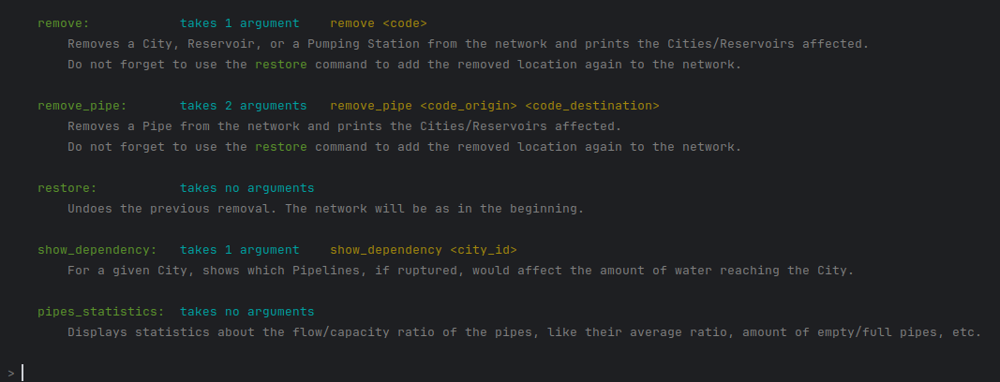 remove: takes 1 argument remove <code>
Removes a City, Reservoir, or a Pumping Station from the network and prints the Cities/Reservoirs affected.
Do not forget to use the restore command to add the removed location again to the network.
remove_pipe: takes 2 arguments remove_pipe <code_origin> <code_destination>
Removes a Pipe from the network and prints the Cities/Reservoirs affected.
Do not forget to use the restore command to add the removed location again to the network.
restore: takes no arguments
Undoes the previous removal. The network will be as in the beginning.
show_dependency: takes 1 argument show_dependency <city_id>
For a given City, shows which Pipelines, if ruptured, would affect the amount of water reaching the City.
pipes_statistics: takes no arguments
Displays statistics about the flow/capacity ratio of the pipes, like their average ratio, amount of empty/full pipes, etc.
>